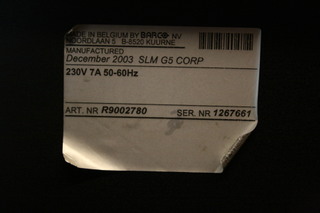 MADE IN BELGIUM BY BARCO NV
NOORDLAAN 5 B-8520 KUURNE
MANUFACTURED
December 2003 SLM G5 CORP
230V 7A 50-60Hz
ART. NR R9002780 SER. NR 1267661